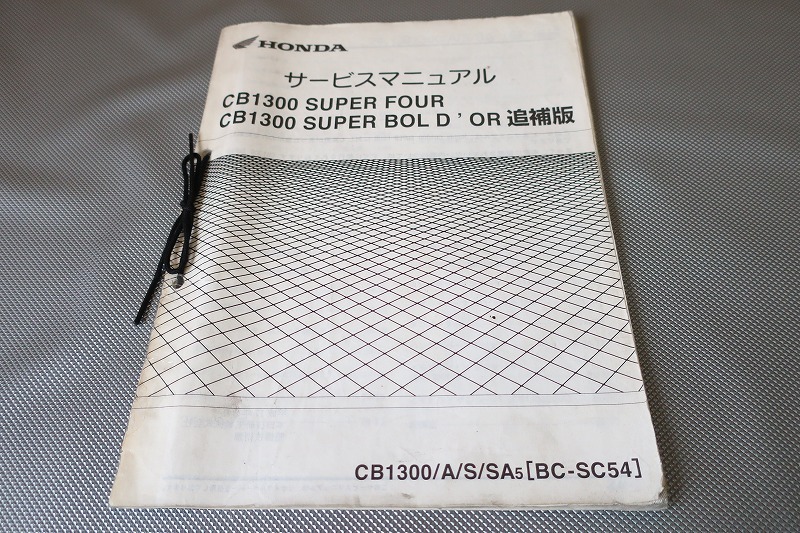 HONDA
サービスマニュアル
CB1300 SUPER FOUR
CB1300 SUPER BOL D ' OR 追補版
CB1300/A/S/SA5[BC-SC54]